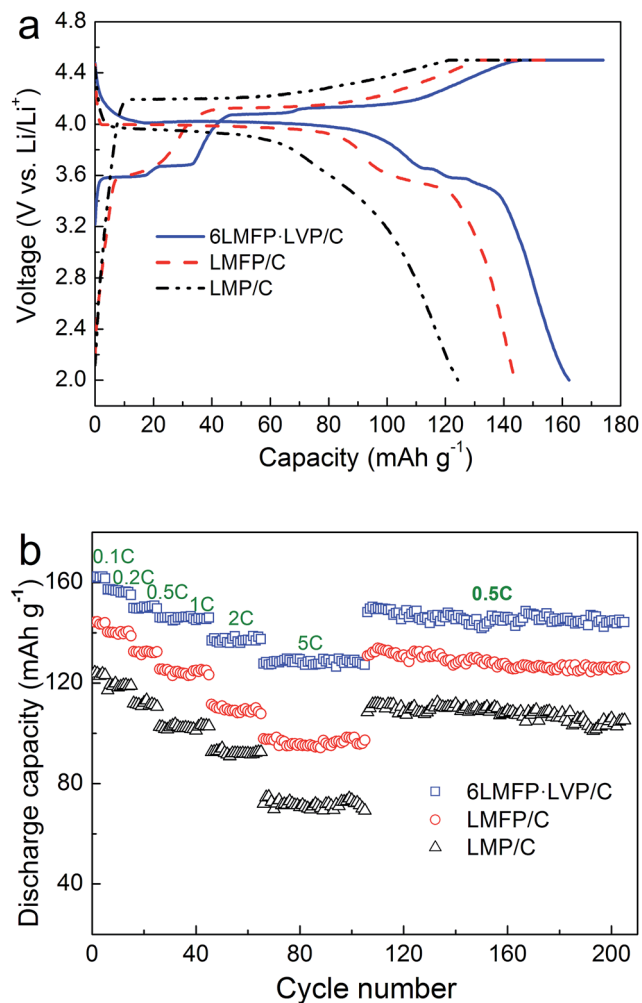 a
4.8
4.4
4.0
3.6
3.2
2.8
2.4
2.0
Voltage (V vs. Li/Li⁺)
6LMFP·LVP/C
LMFP/C
LMP/C
0 20 40 60 80 100 120 140 160 180
Capacity (mAh g⁻¹)
b
0.1C
0.2C
0.5C
1C
2C
5C
0.5C
160
120
80
40
Discharge capacity (mAh g⁻¹)
6LMFP·LVP/C
LMFP/C
LMP/C
0 40 80 120 160 200
Cycle number